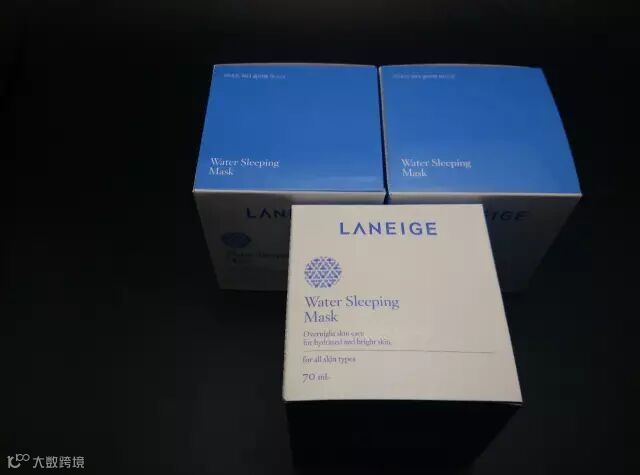 Water Sleeping
Mask
Water Sleeping
Mask
LANEIGE
IGE
LANEIGE
Water Sleeping
Mask
Overnight skin care
for hydrated and bright skin.
for all skin types
70 mL
大数跨境